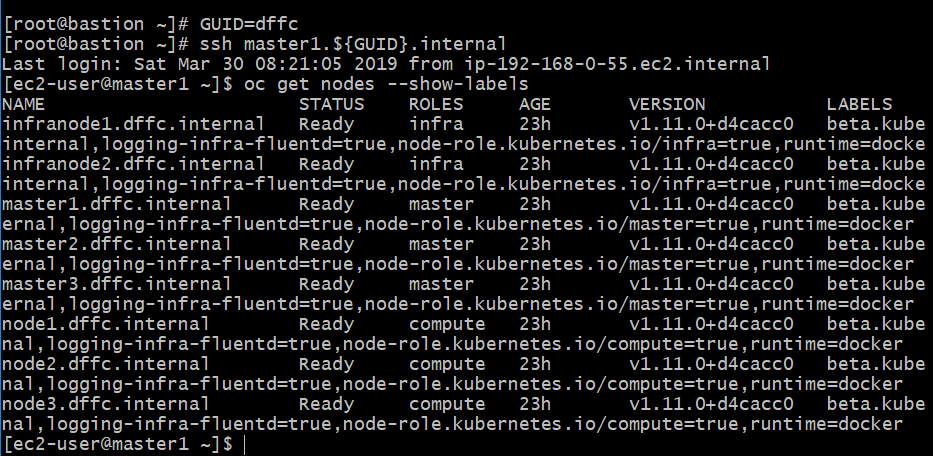 [root@bastion ~]# GUID=dffc
[root@bastion ~]# ssh master1.${GUID}.internal
Last login: Sat Mar 30 08:21:05 2019 from ip-192-168-0-55.ec2.internal
[ec2-user@master1 ~]$ oc get nodes --show-labels
NAME STATUS ROLES AGE VERSION LABELS
infranode1.dffc.internal Ready infra 23h v1.11.0+d4cacc0 beta.kube
internal,logging-infra-fluentd=true,node-role.kubernetes.io/infra=true,runtime=docke
infranode2.dffc.internal Ready infra 23h v1.11.0+d4cacc0 beta.kube
internal,logging-infra-fluentd=true,node-role.kubernetes.io/infra=true,runtime=docke
master1.dffc.internal Ready master 23h v1.11.0+d4cacc0 beta.kube
ernal,logging-infra-fluentd=true,node-role.kubernetes.io/master=true,runtime=docker
master2.dffc.internal Ready master 23h v1.11.0+d4cacc0 beta.kube
ernal,logging-infra-fluentd=true,node-role.kubernetes.io/master=true,runtime=docker
master3.dffc.internal Ready master 23h v1.11.0+d4cacc0 beta.kube
ernal,logging-infra-fluentd=true,node-role.kubernetes.io/master=true,runtime=docker
node1.dffc.internal Ready compute 23h v1.11.0+d4cacc0 beta.kube
nal,logging-infra-fluentd=true,node-role.kubernetes.io/compute=true,runtime=docker
node2.dffc.internal Ready compute 23h v1.11.0+d4cacc0 beta.kube
nal,logging-infra-fluentd=true,node-role.kubernetes.io/compute=true,runtime=docker
node3.dffc.internal Ready compute 23h v1.11.0+d4cacc0 beta.kube
nal,logging-infra-fluentd=true,node-role.kubernetes.io/compute=true,runtime=docker
[ec2-user@master1 ~]$